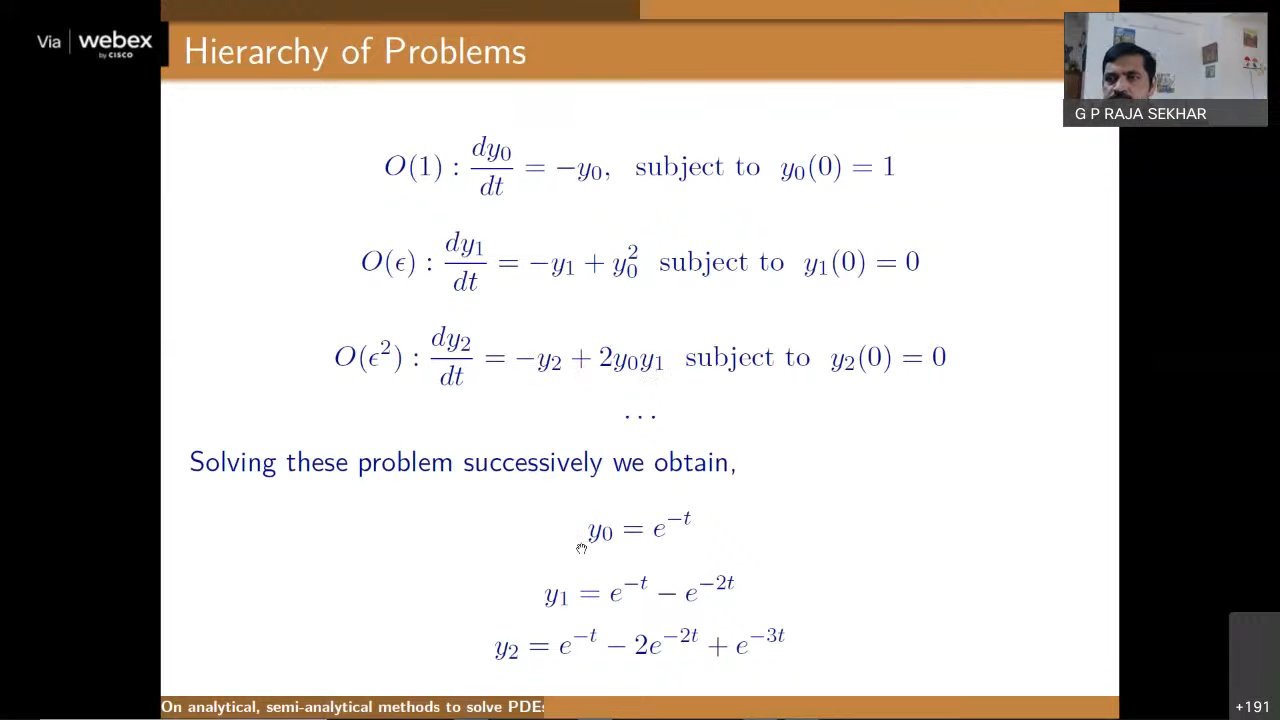 Via webex
by CISCO
Hierarchy of Problems
G P RAJA SEKHAR
O(1) : dy₀/dt = −y₀, subject to y₀(0) = 1
O(ϵ) : dy₁/dt = −y₁ + y₀² subject to y₁(0) = 0
O(ϵ²) : dy₂/dt = −y₂ + 2y₀y₁ subject to y₂(0) = 0
. . .
Solving these problem successively we obtain,
y₀ = e⁻ᵗ
y₁ = e⁻ᵗ − e⁻²ᵗ
y₂ = e⁻ᵗ − 2e⁻²ᵗ + e⁻³ᵗ
On analytical, semi-analytical methods to solve PDEs
+191